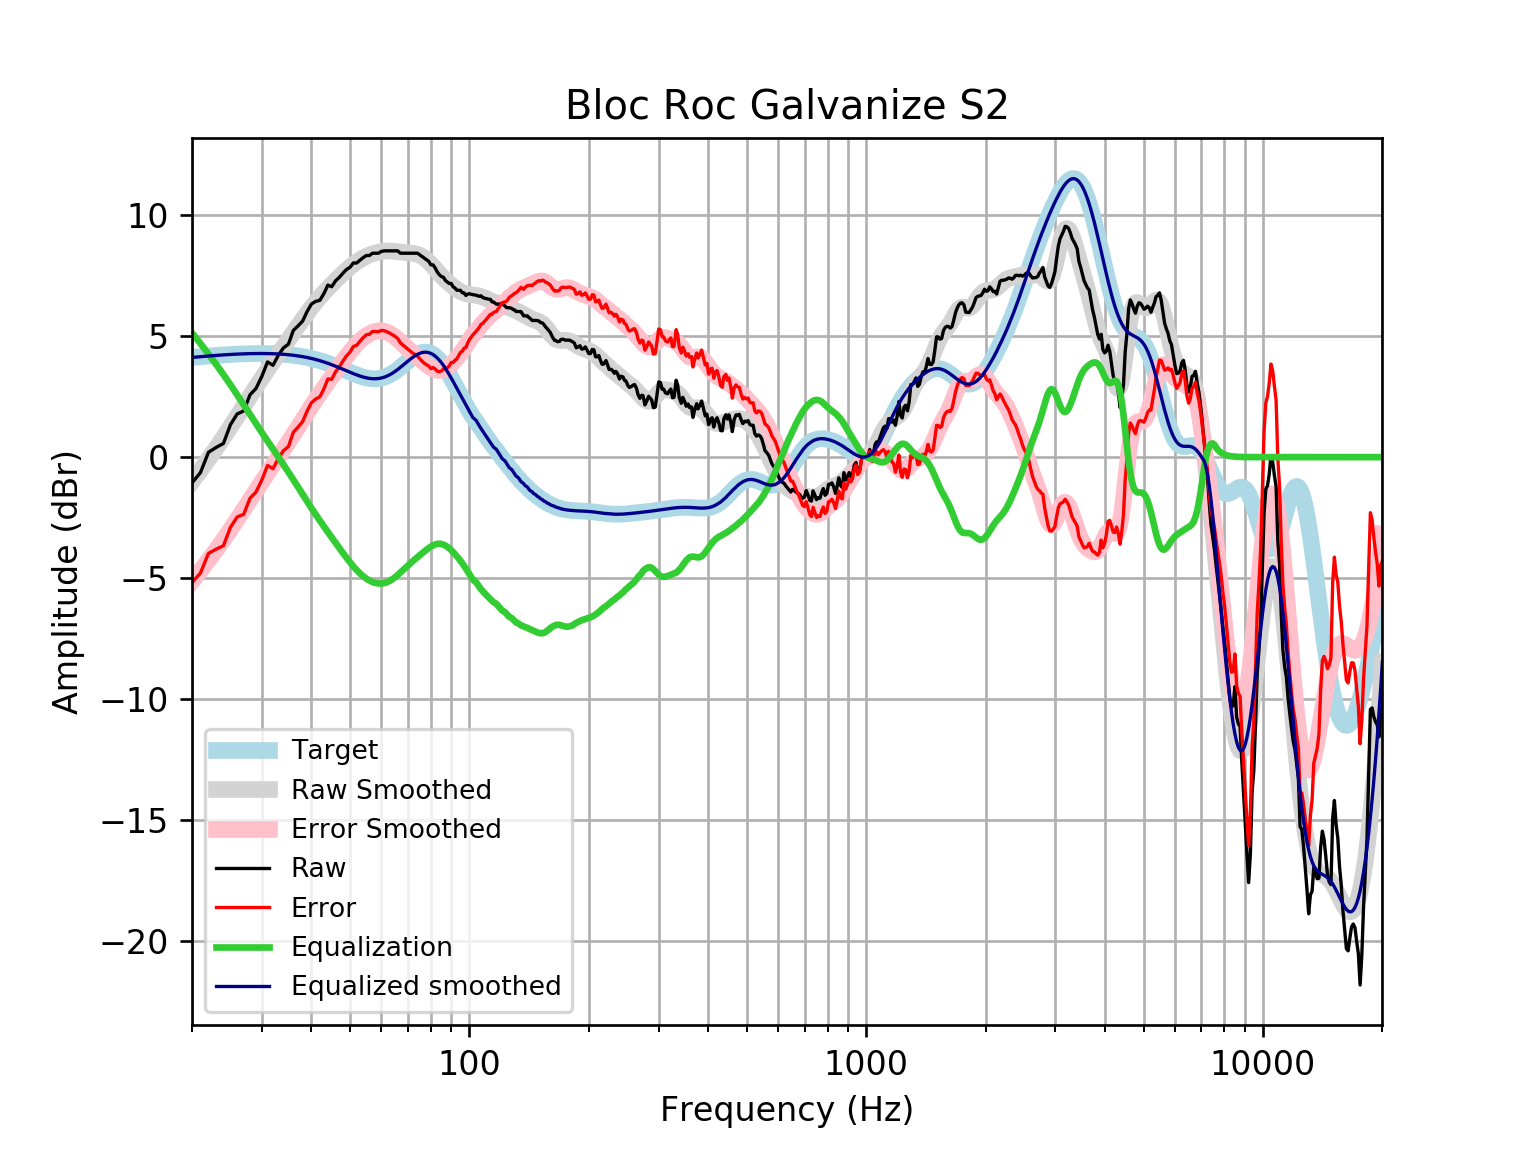 Bloc Roc Galvanize S2
Amplitude (dBr)
10
5
0
−5
−10
−15
−20
Target
Raw Smoothed
Error Smoothed
Raw
Error
Equalization
Equalized smoothed
100
1000
10000
Frequency (Hz)